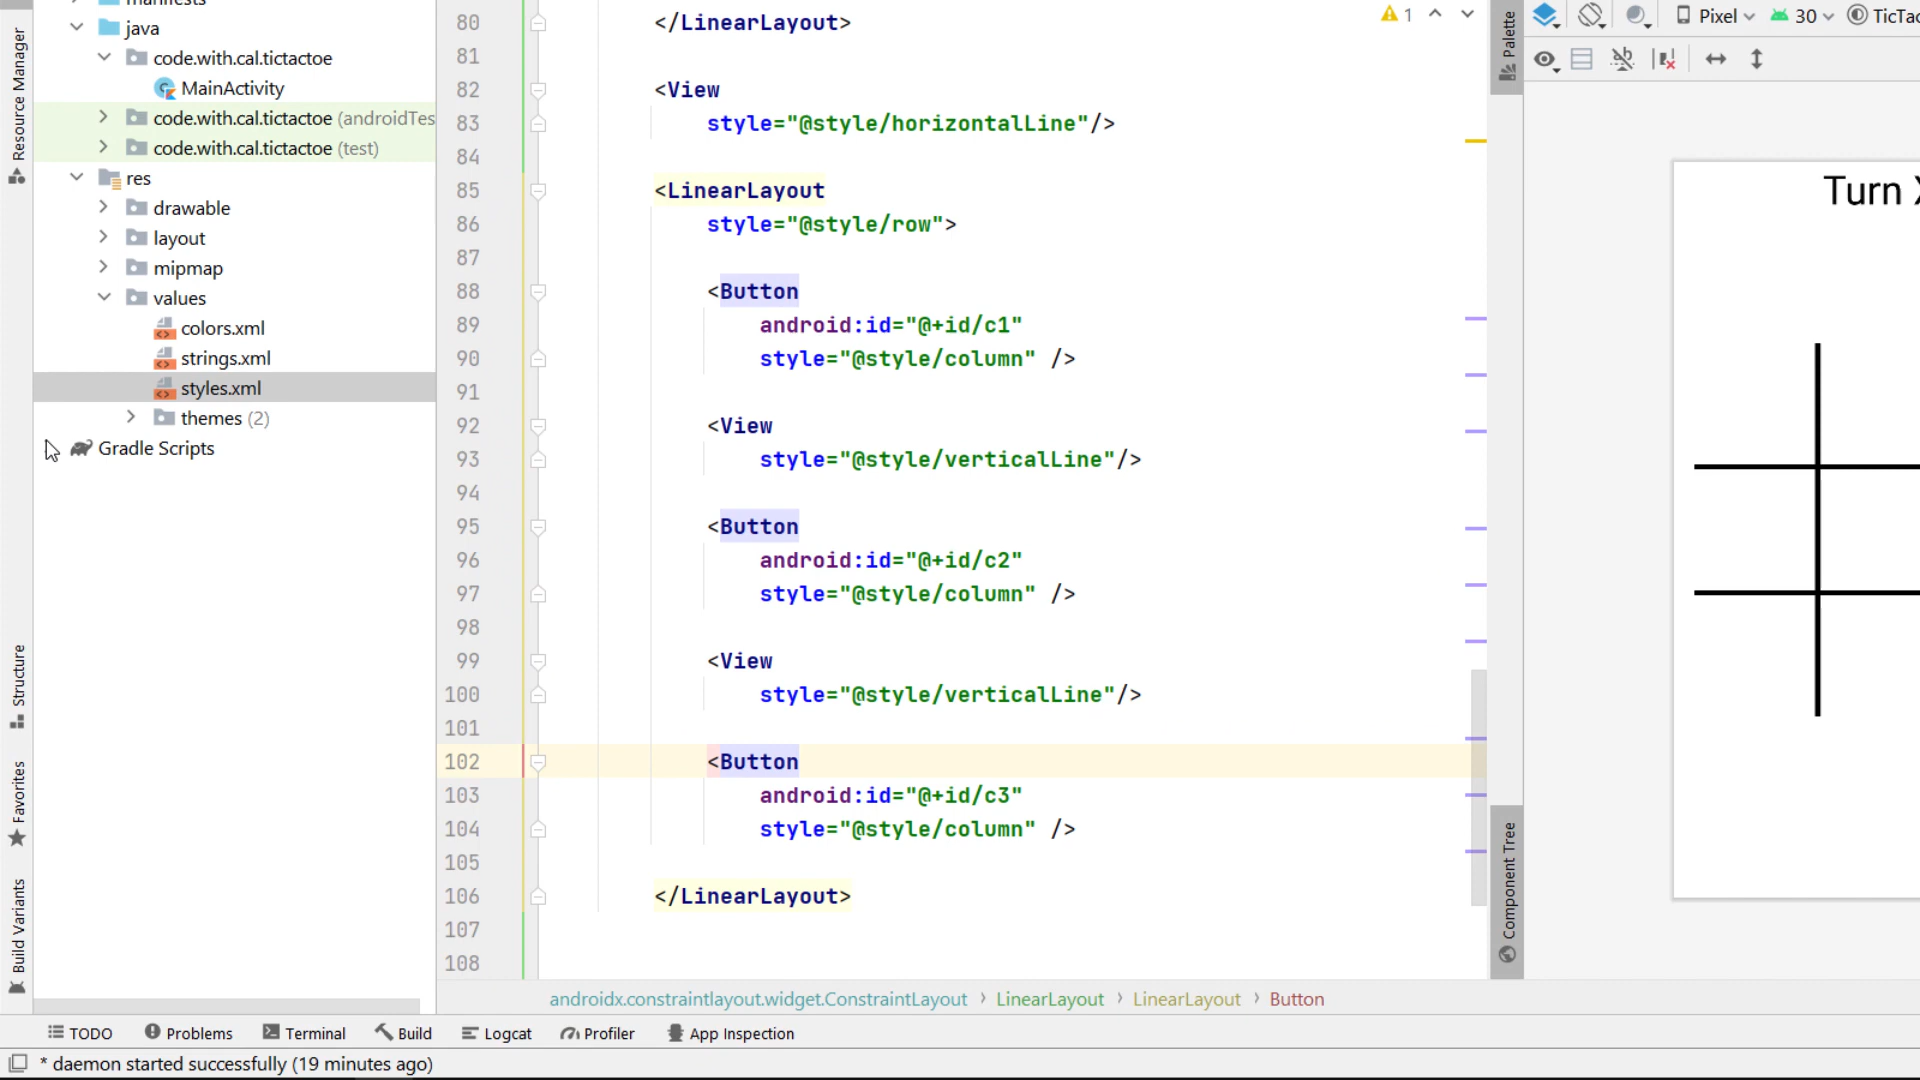 manifests
java
code.with.cal.tictactoe
MainActivity
code.with.cal.tictactoe (androidTes
code.with.cal.tictactoe (test)
res
drawable
layout
mipmap
values
colors.xml
strings.xml
styles.xml
themes (2)
Gradle Scripts
Resource Manager
Structure
Favorites
Build Variants
80 </LinearLayout>
81
82 <View
83 style="@style/horizontalLine"/>
84
85 <LinearLayout
86 style="@style/row">
87
88 <Button
89 android:id="@+id/c1"
90 style="@style/column" />
91
92 <View
93 style="@style/verticalLine"/>
94
95 <Button
96 android:id="@+id/c2"
97 style="@style/column" />
98
99 <View
100 style="@style/verticalLine"/>
101
102 <Button
103 android:id="@+id/c3"
104 style="@style/column" />
105
106 </LinearLayout>
107
108
1
Palette
Component Tree
Pixel
30
TicTac
Turn X
androidx.constraintlayout.widget.ConstraintLayout › LinearLayout › LinearLayout › Button
TODO Problems Terminal Build Logcat Profiler App Inspection
* daemon started successfully (19 minutes ago)